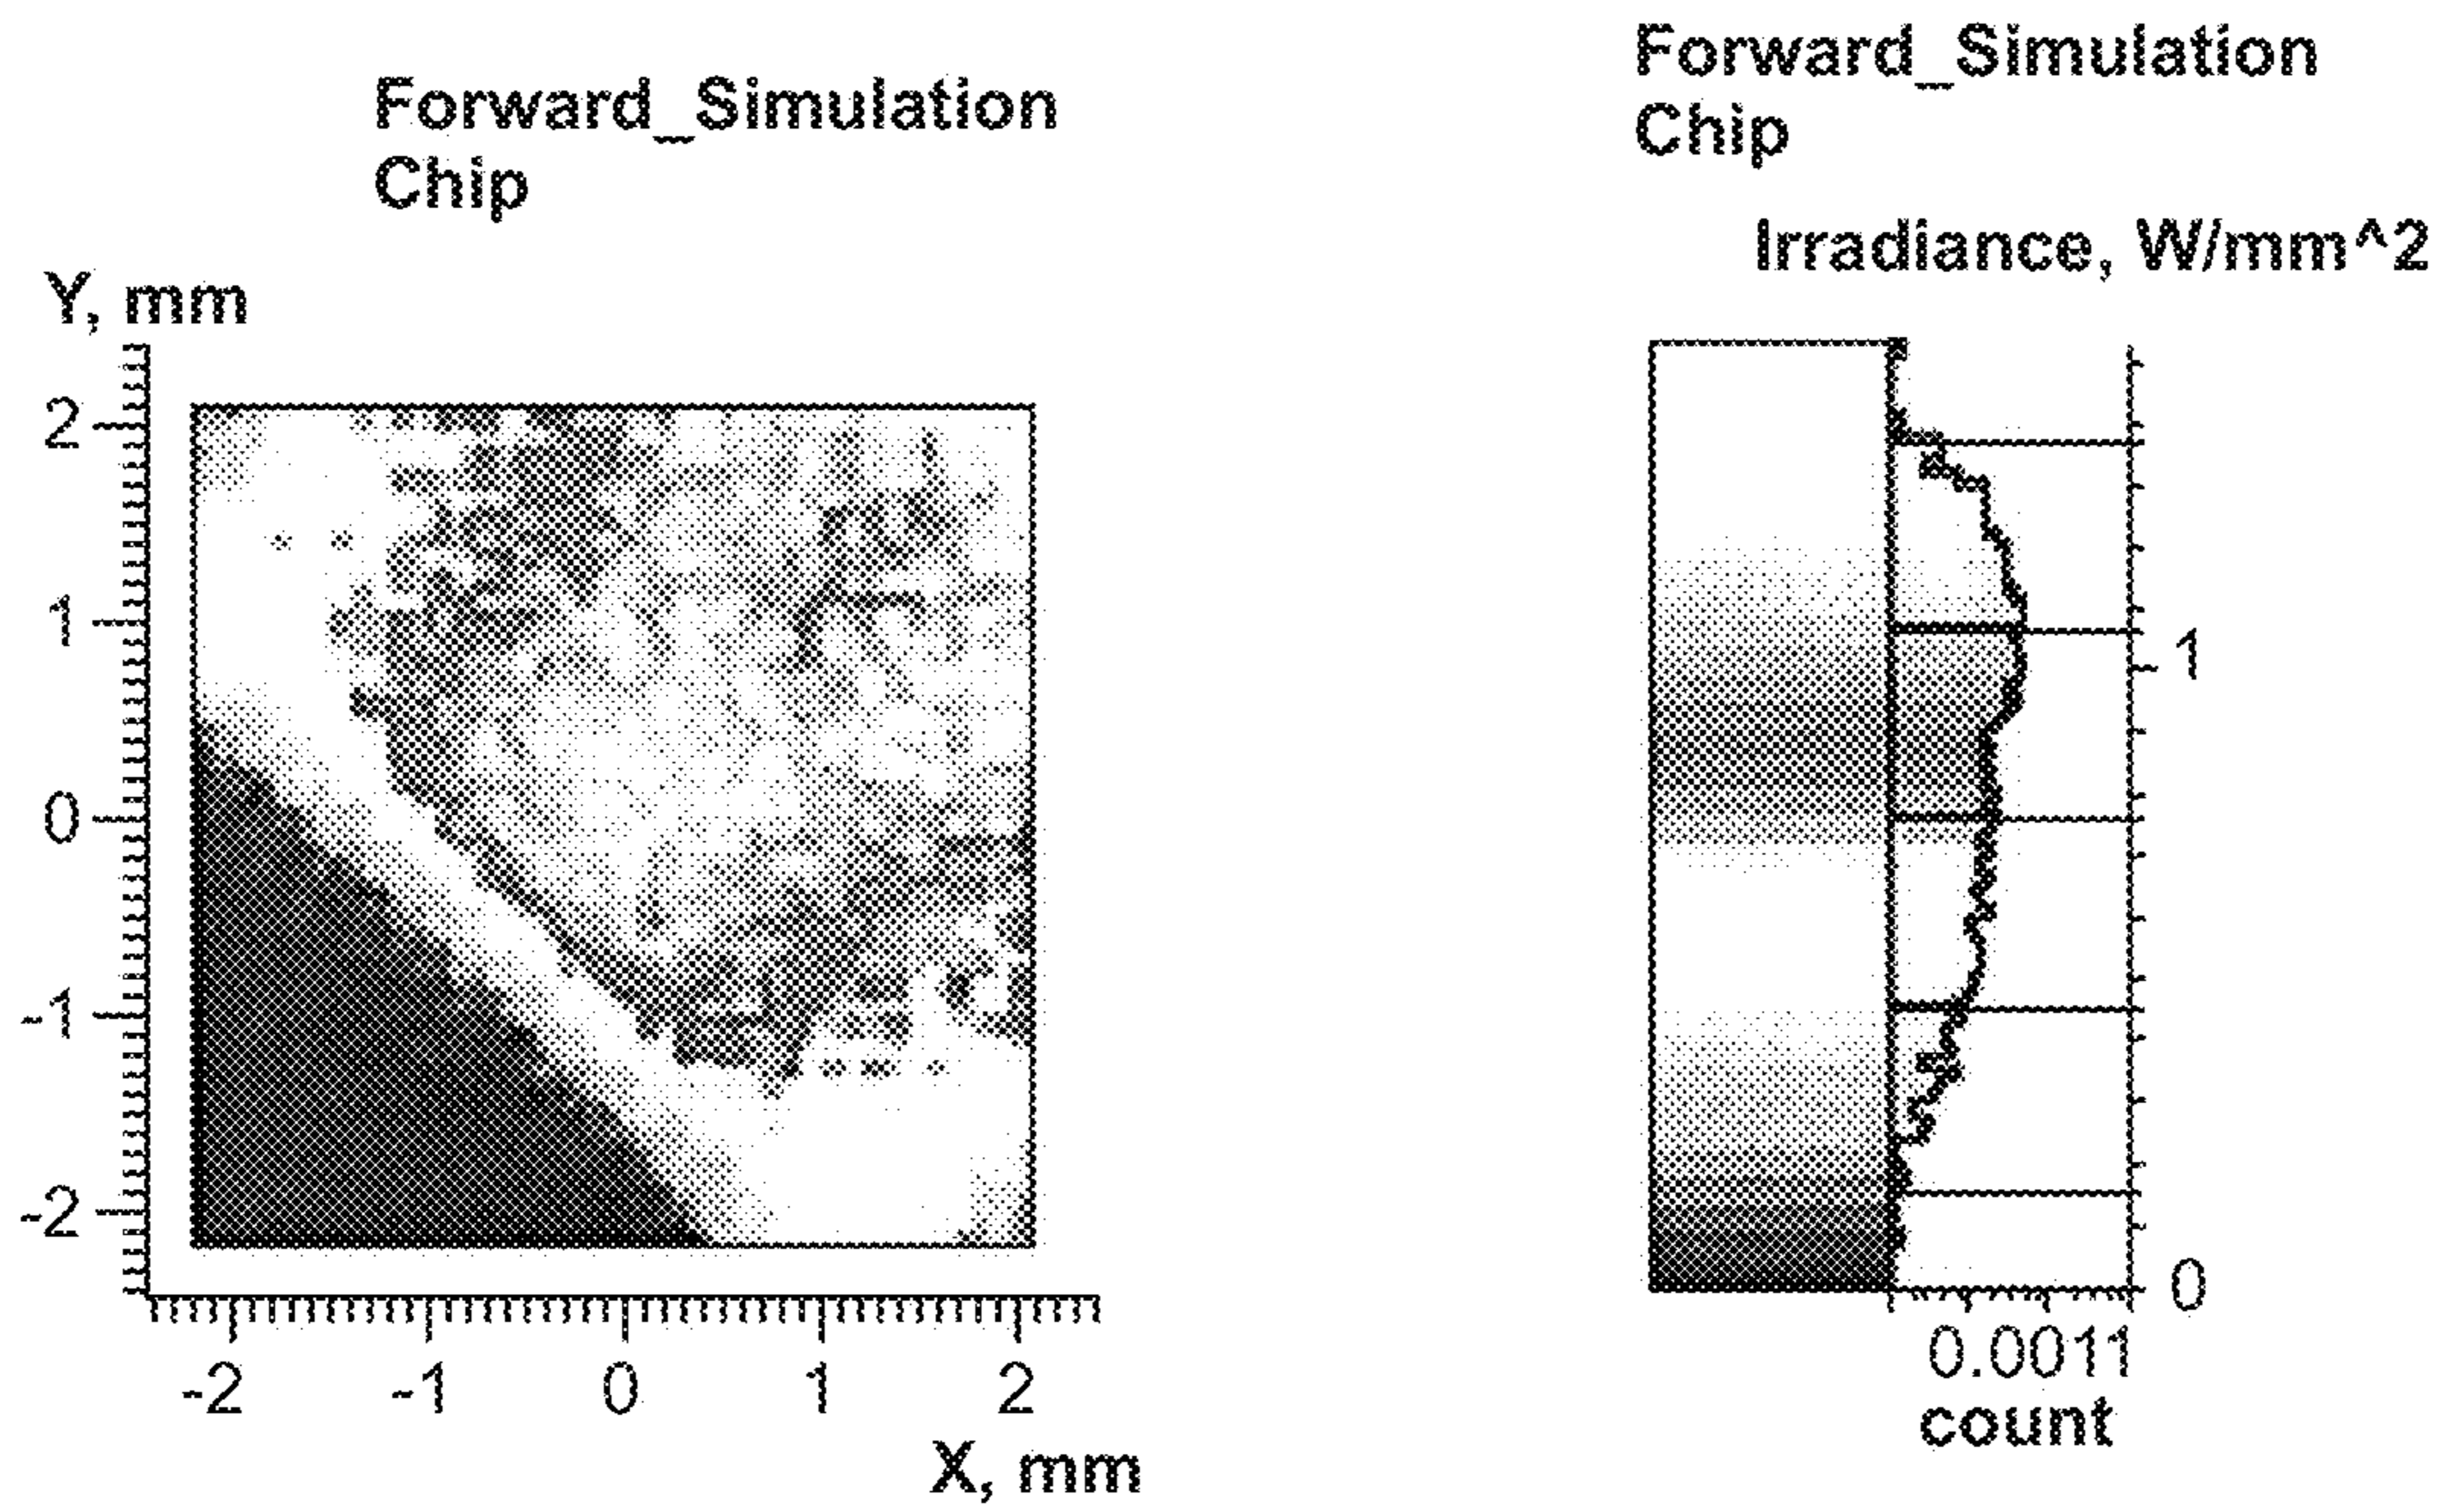 Forward_Simulation
Chip
Y, mm
2
1
0
-1
-2
-2 -1 0 1 2
X, mm
Forward_Simulation
Chip
Irradiance, W/mm^2
1
0
0.0011
count